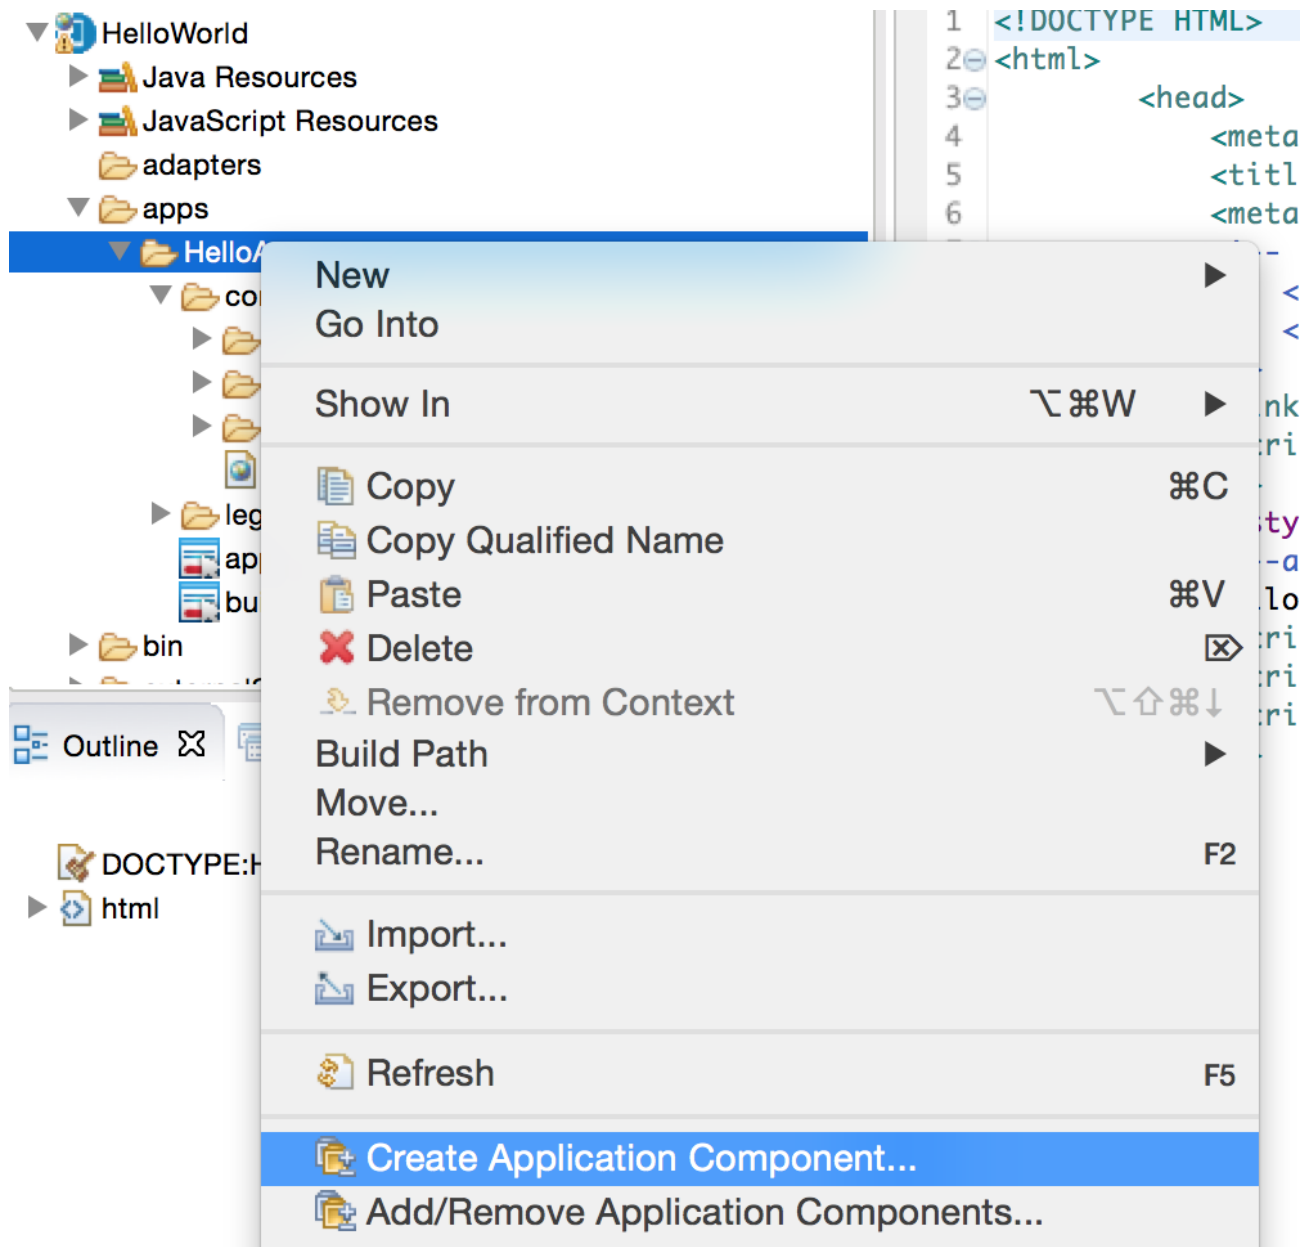 HelloWorld
Java Resources
JavaScript Resources
adapters
apps
bin
Outline
html
1 <!DOCTYPE HTML>
2 <html>
3 <head>
4 <meta
5
6 <meta
New
Go Into
Show In ⌥⌘W
Copy ⌘C
Copy Qualified Name
Paste ⌘V
Delete ⌦
Remove from Context ⌥⇧⌘↓
Build Path
Move...
Rename... F2
Import...
Export...
Refresh F5
Create Application Component...
Add/Remove Application Components...